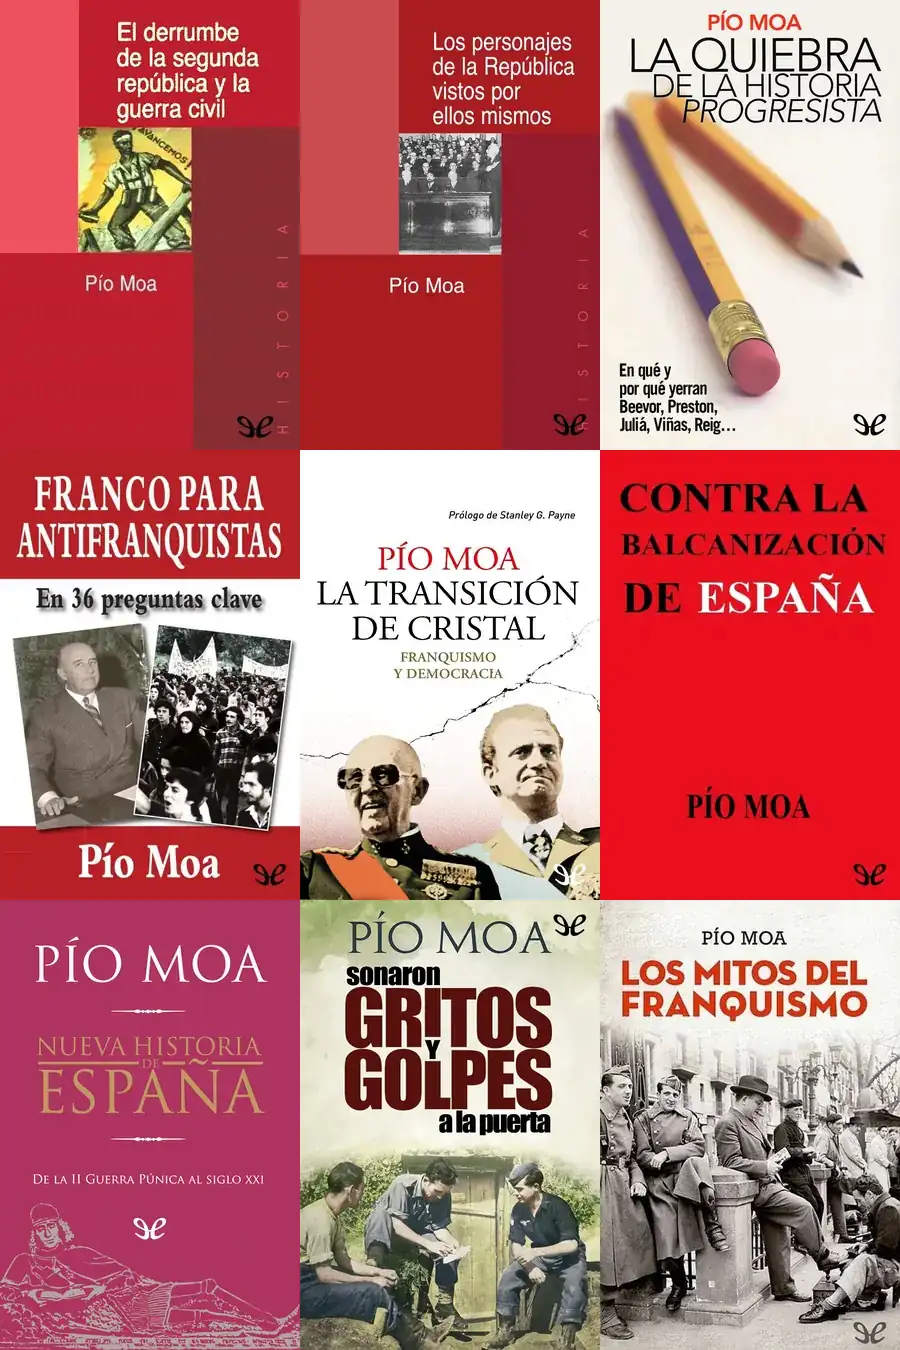 El derrumbe
de la segunda
república y la
guerra civil
AVANCEMOS!
Pío Moa
HISTORIA
Los personajes
de la República
vistos por
ellos mismos
Pío Moa
HISTORIA
PÍO MOA
LA QUIEBRA
DE LA HISTORIA
PROGRESISTA
En qué y
por qué yerran
Beevor, Preston,
Juliá, Viñas, Reig...
FRANCO PARA
ANTIFRANQUISTAS
En 36 preguntas clave
Pío Moa
Prólogo de Stanley G. Payne
PÍO MOA
LA TRANSICIÓN
DE CRISTAL
FRANQUISMO
Y DEMOCRACIA
CONTRA LA
BALCANIZACIÓN
DE ESPAÑA
PÍO MOA
PÍO MOA
NUEVA HISTORIA
DE
ESPAÑA
DE LA II GUERRA PÚNICA AL SIGLO XXI
PÍO MOA
sonaron
GRITOS
Y
GOLPES
a la puerta
PÍO MOA
LOS MITOS DEL
FRANQUISMO